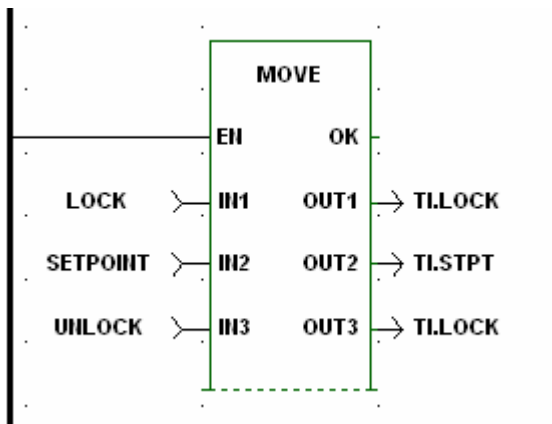 MOVE
EN OK
LOCK IN1 OUT1 TI.LOCK
SETPOINT IN2 OUT2 TI.STPT
UNLOCK IN3 OUT3 TI.LOCK